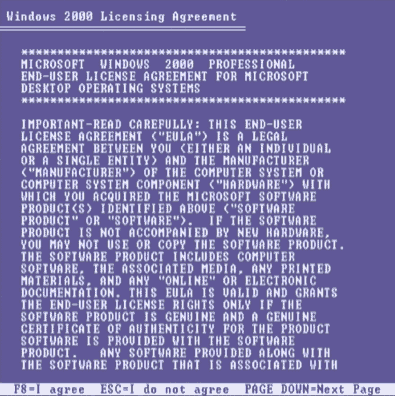 Windows 2000 Licensing Agreement
*********************************************
MICROSOFT WINDOWS 2000 PROFESSIONAL
END-USER LICENSE AGREEMENT FOR MICROSOFT
DESKTOP OPERATING SYSTEMS
*********************************************
IMPORTANT-READ CAREFULLY: THIS END-USER
LICENSE AGREEMENT ("EULA") IS A LEGAL
AGREEMENT BETWEEN YOU (EITHER AN INDIVIDUAL
OR A SINGLE ENTITY) AND THE MANUFACTURER
("MANUFACTURER") OF THE COMPUTER SYSTEM OR
COMPUTER SYSTEM COMPONENT ("HARDWARE") WITH
WHICH YOU ACQUIRED THE MICROSOFT SOFTWARE
PRODUCT(S) IDENTIFIED ABOVE ("SOFTWARE
PRODUCT" OR "SOFTWARE"). IF THE SOFTWARE
PRODUCT IS NOT ACCOMPANIED BY NEW HARDWARE,
YOU MAY NOT USE OR COPY THE SOFTWARE PRODUCT.
THE SOFTWARE PRODUCT INCLUDES COMPUTER
SOFTWARE, THE ASSOCIATED MEDIA, ANY PRINTED
MATERIALS, AND ANY "ONLINE" OR ELECTRONIC
DOCUMENTATION. THIS EULA IS VALID AND GRANTS
THE END-USER LICENSE RIGHTS ONLY IF THE
SOFTWARE PRODUCT IS GENUINE AND A GENUINE
CERTIFICATE OF AUTHENTICITY FOR THE PRODUCT
SOFTWARE IS PROVIDED WITH THE SOFTWARE
PRODUCT. ANY SOFTWARE PROVIDED ALONG WITH
THE SOFTWARE PRODUCT THAT IS ASSOCIATED WITH
F8=I agree ESC=I do not agree PAGE DOWN=Next Page